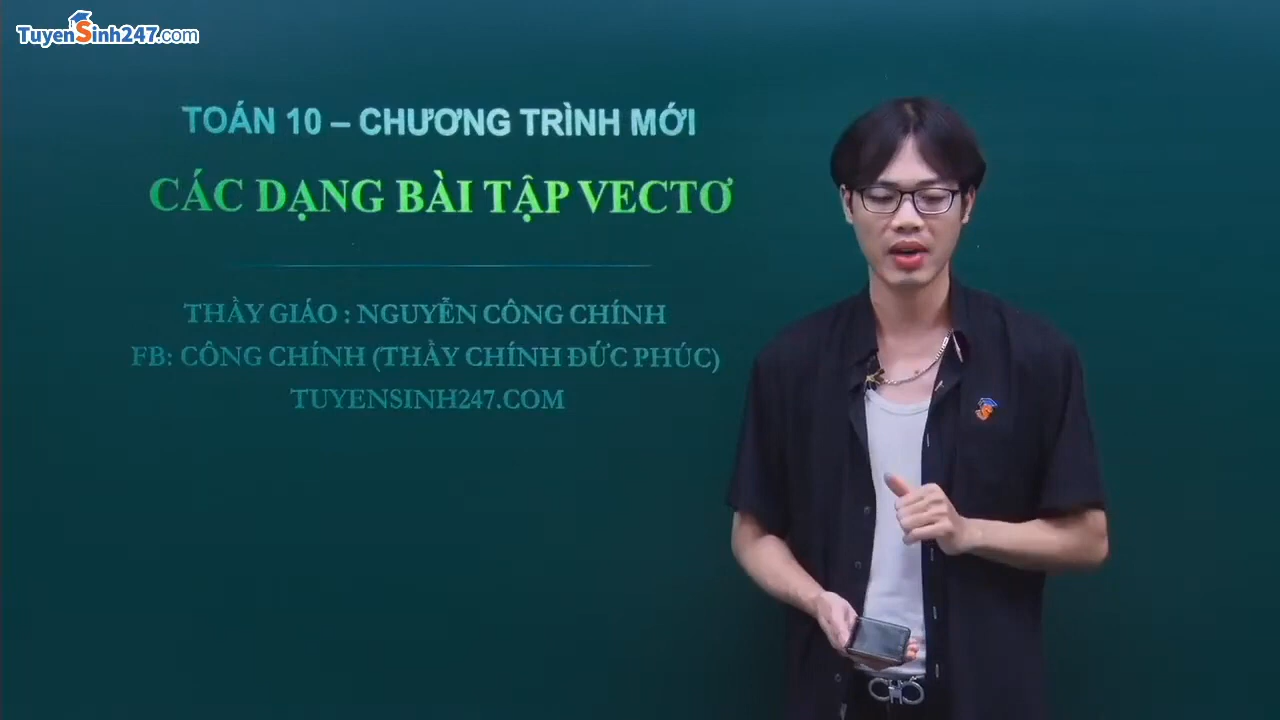 TuyenSinh247.com
TOÁN 10 – CHƯƠNG TRÌNH MỚI
CÁC DẠNG BÀI TẬP VECTƠ
THẦY GIÁO : NGUYỄN CÔNG CHÍNH
FB: CÔNG CHÍNH (THẦY CHÍNH ĐỨC PHÚC)
TUYENSINH247.COM